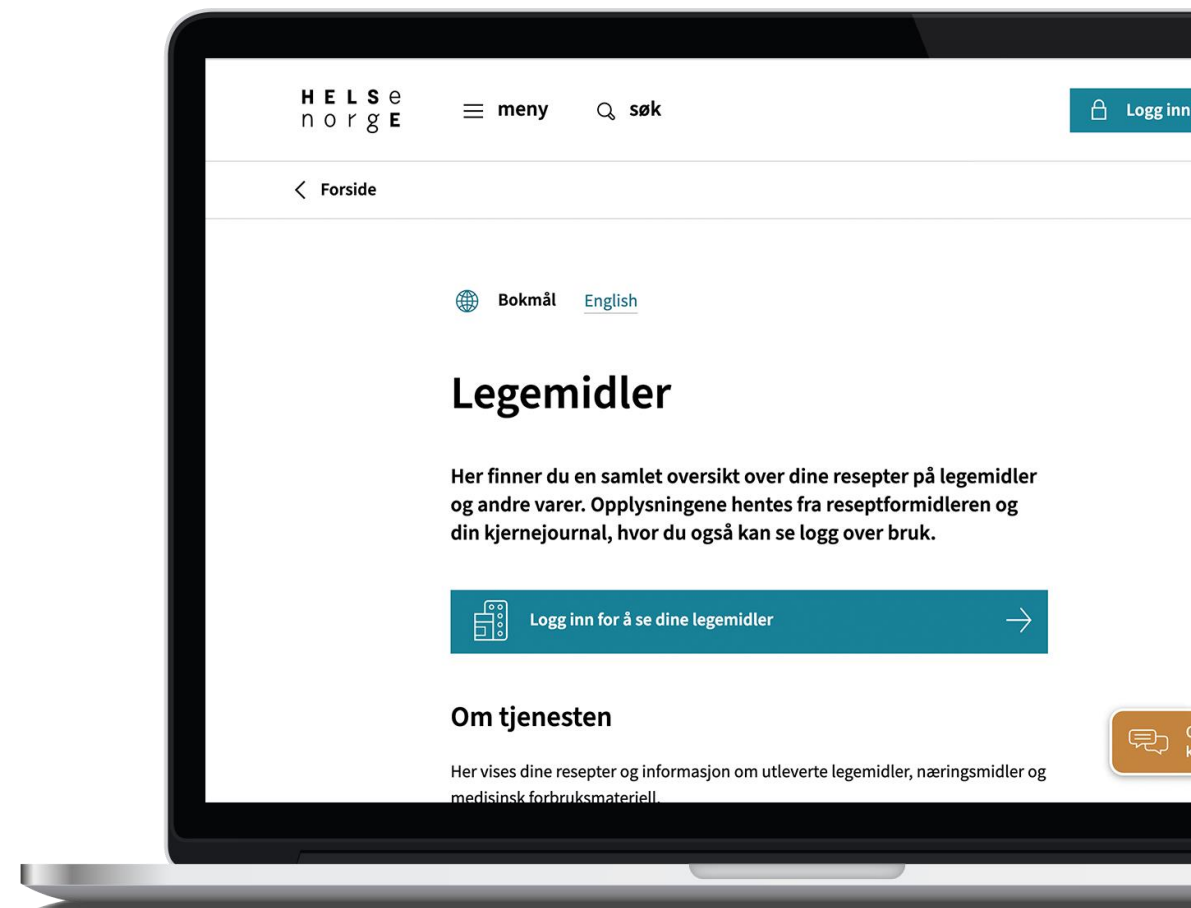 HELSe
norgE
meny
søk
Logg inn
Forside
Bokmål English
Legemidler
Her finner du en samlet oversikt over dine resepter på legemidler
og andre varer. Opplysningene hentes fra reseptformidleren og
din kjernejournal, hvor du også kan se logg over bruk.
Logg inn for å se dine legemidler
Om tjenesten
Her vises dine resepter og informasjon om utleverte legemidler, næringsmidler og
medisinsk forbruksmateriell.